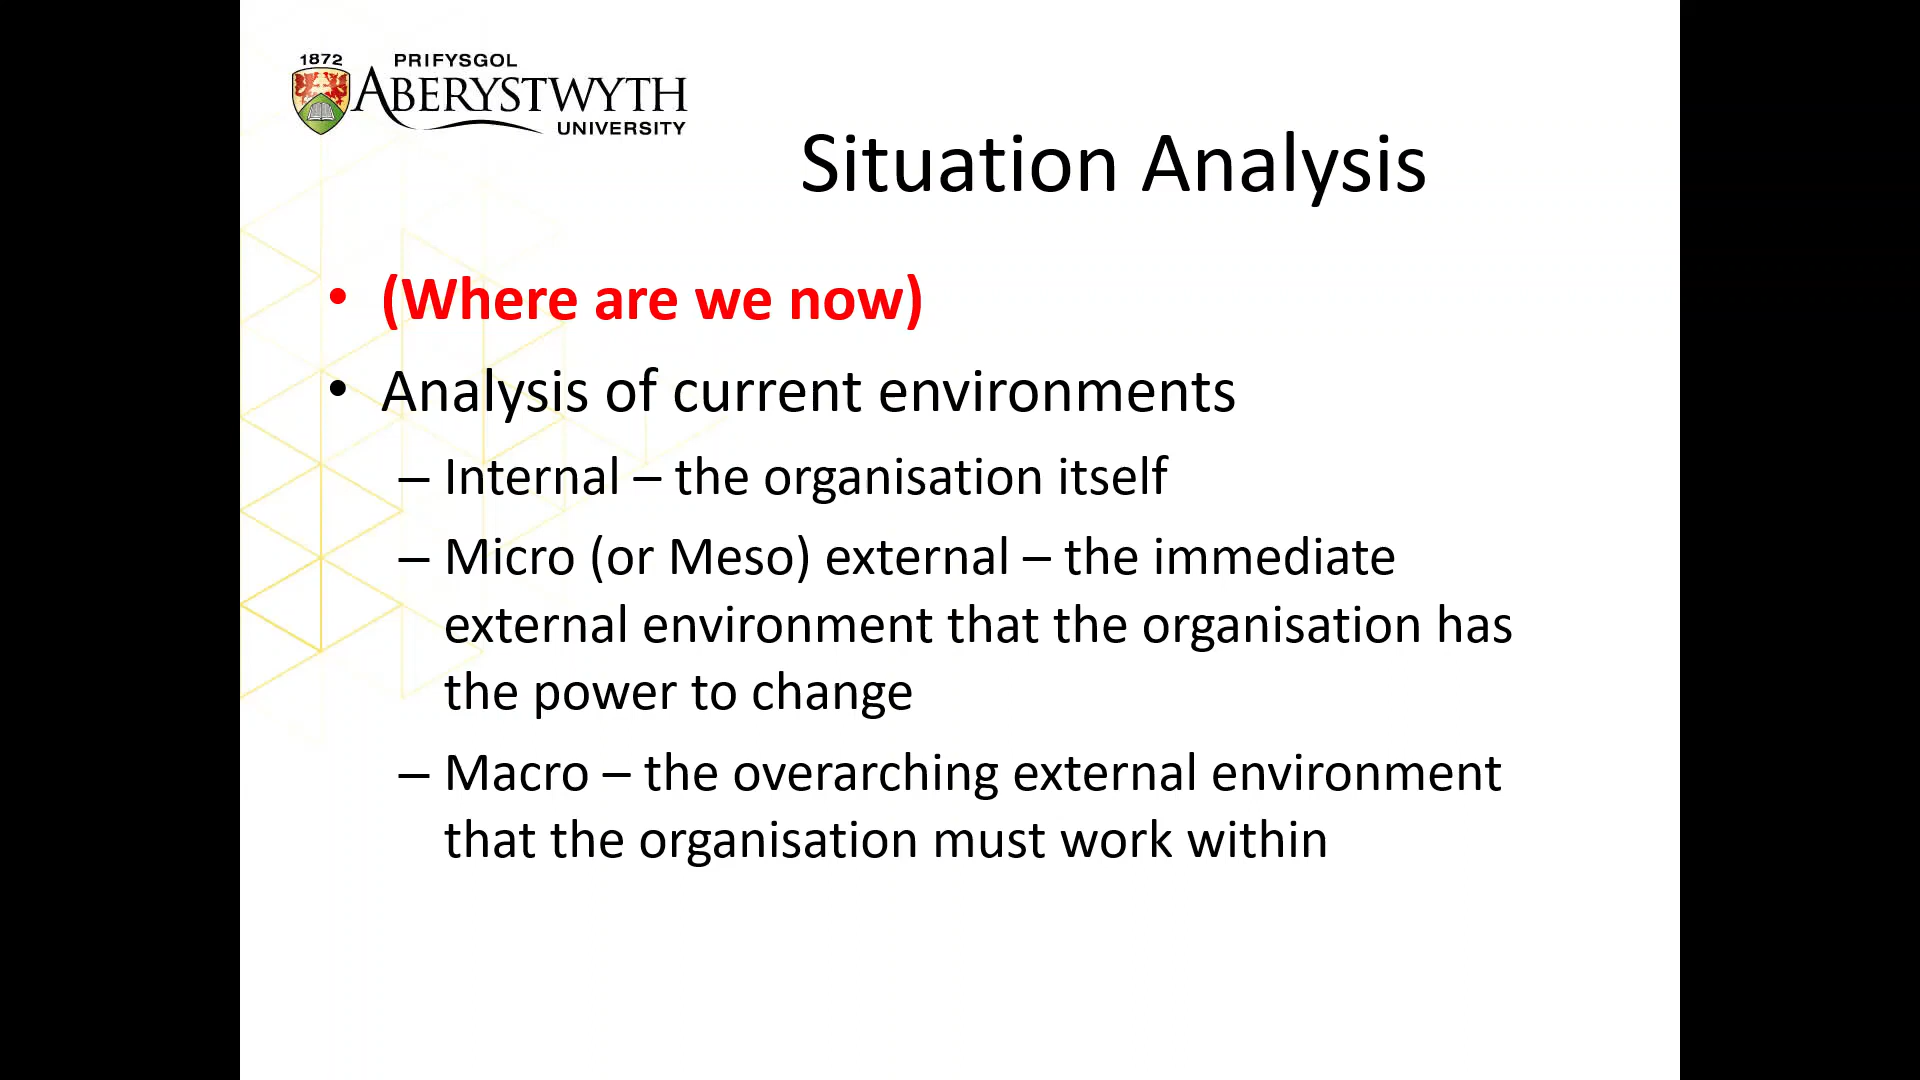 1872
PRIFYSGOL
ABERYSTWYTH
UNIVERSITY
Situation Analysis
• (Where are we now)
• Analysis of current environments
– Internal – the organisation itself
– Micro (or Meso) external – the immediate
external environment that the organisation has
the power to change
– Macro – the overarching external environment
that the organisation must work within